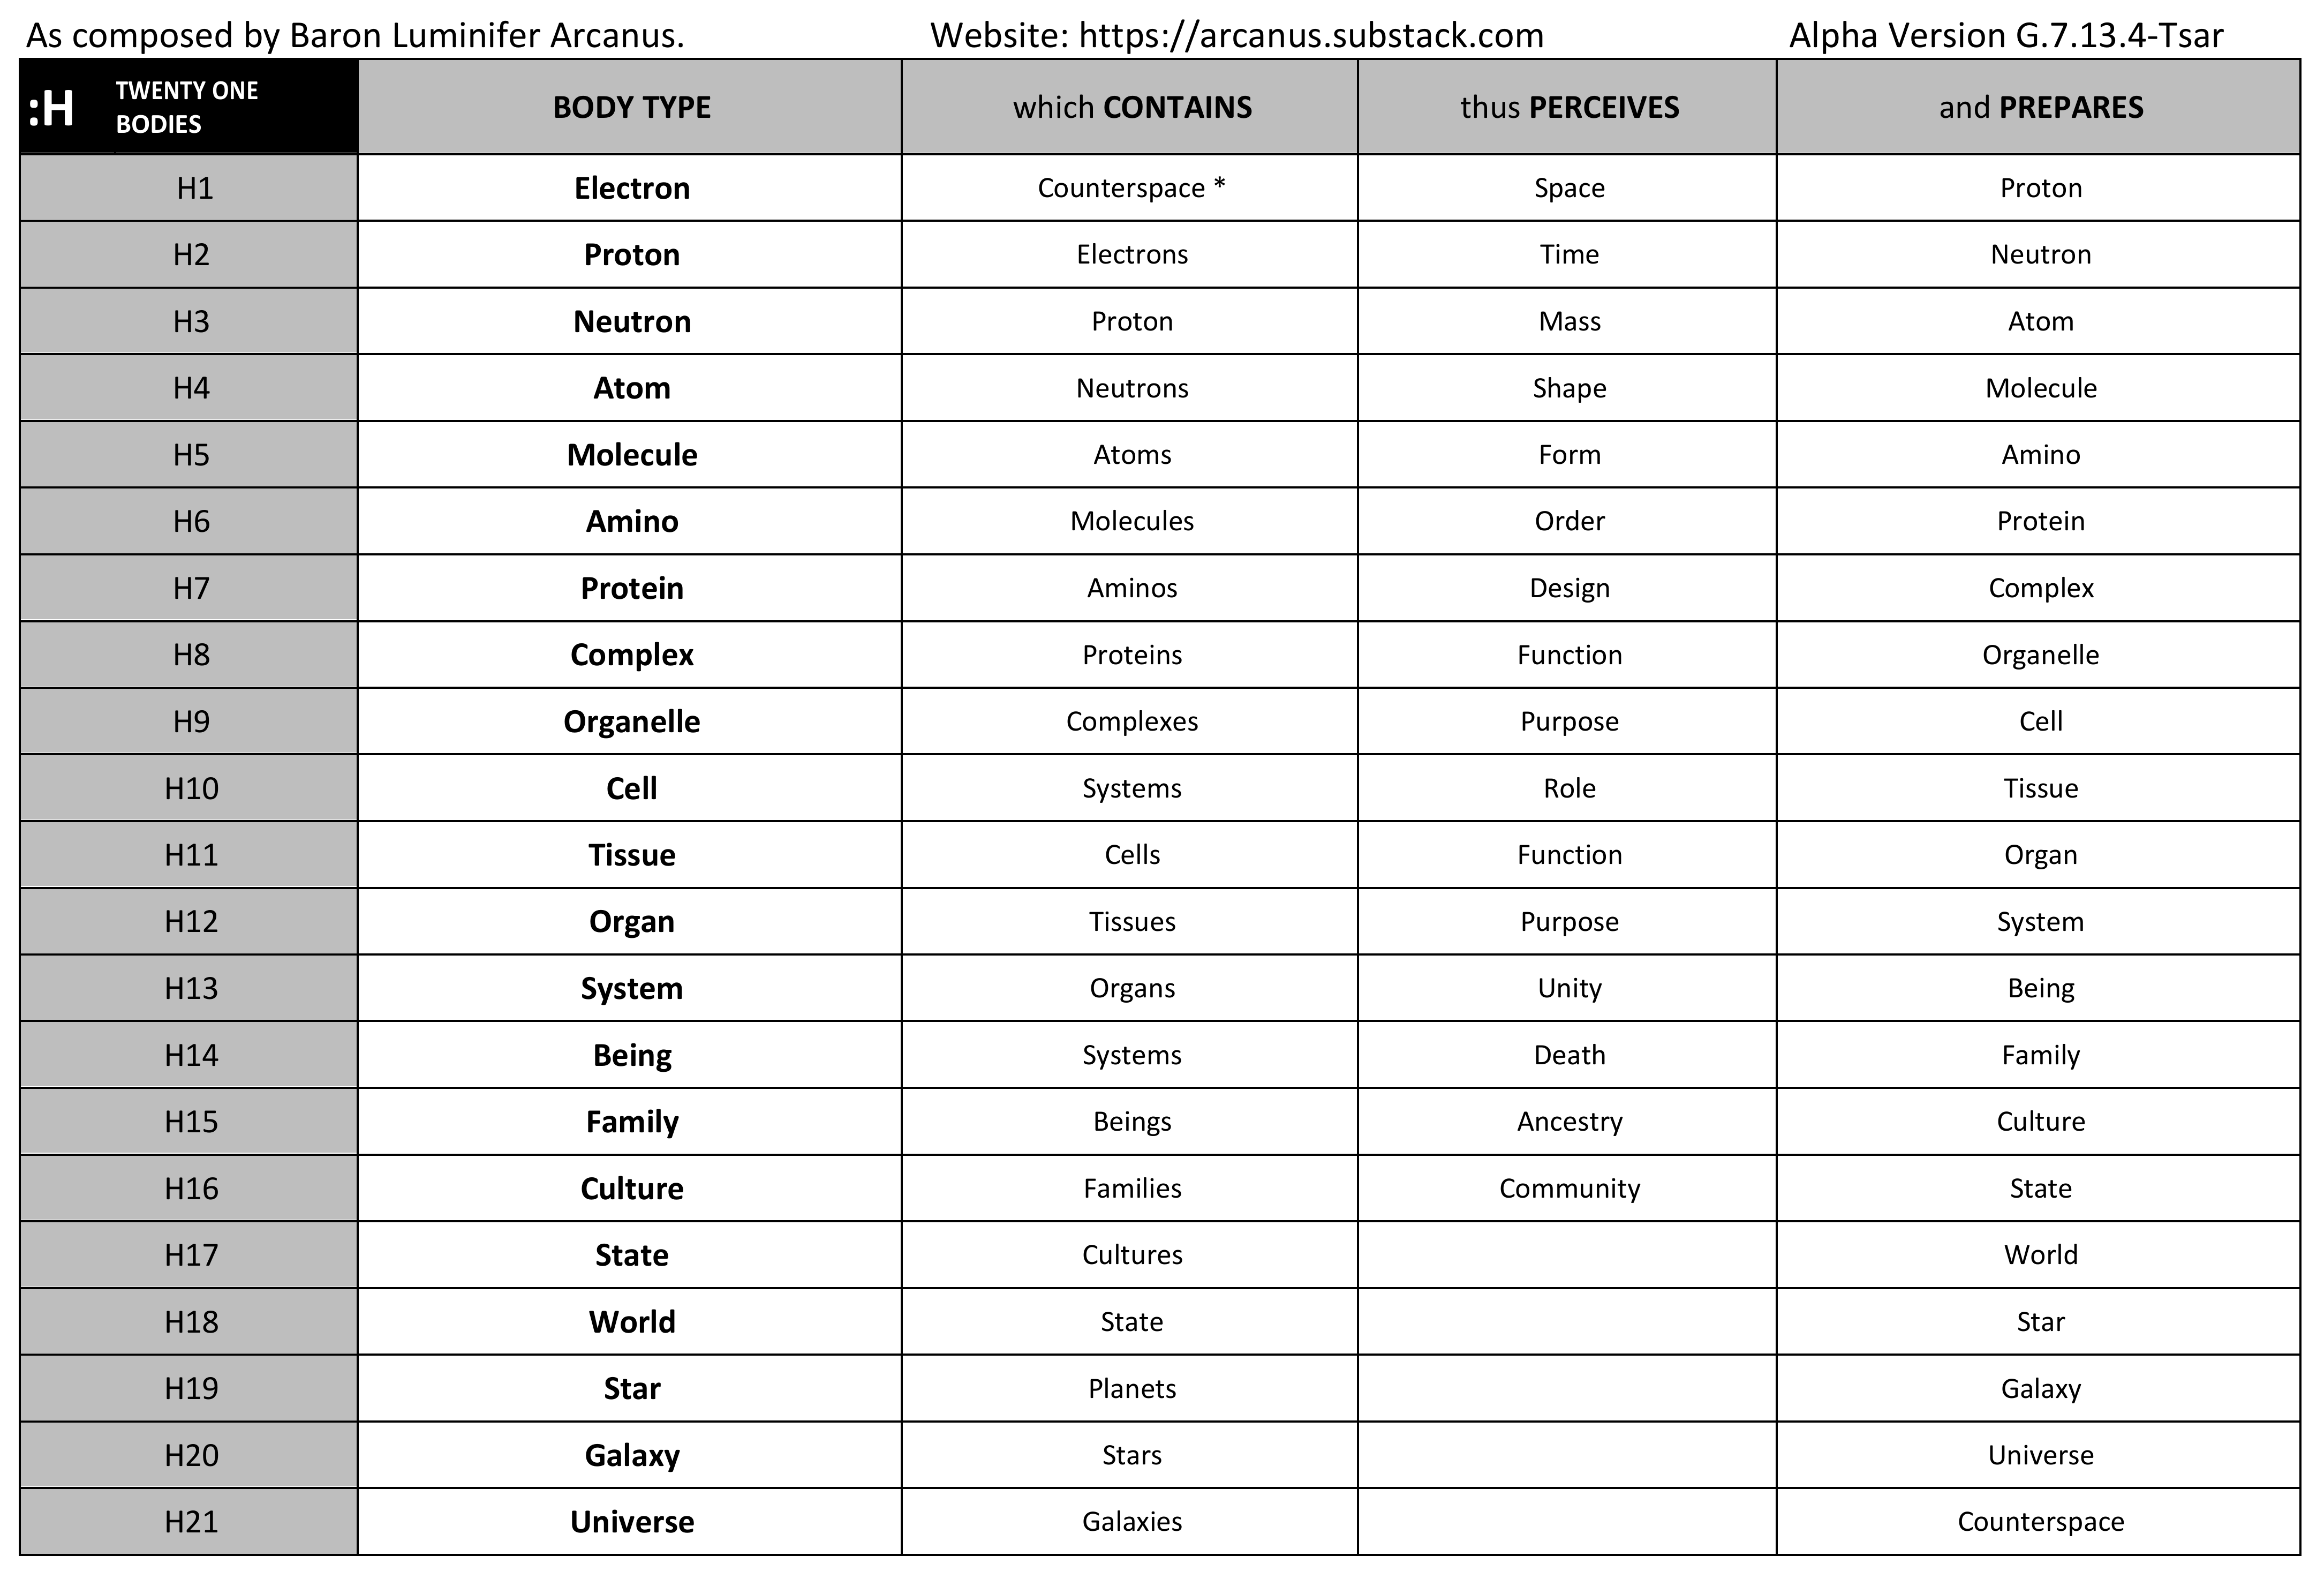 As composed by Baron Luminifer Arcanus. Website: https://arcanus.substack.com Alpha Version G.7.13.4-Tsar
:H TWENTY ONE BODIES BODY TYPE which CONTAINS thus PERCEIVES and PREPARES
H1 Electron Counterspace * Space Proton
H2 Proton Electrons Time Neutron
H3 Neutron Proton Mass Atom
H4 Atom Neutrons Shape Molecule
H5 Molecule Atoms Form Amino
H6 Amino Molecules Order Protein
H7 Protein Aminos Design Complex
H8 Complex Proteins Function Organelle
H9 Organelle Complexes Purpose Cell
H10 Cell Systems Role Tissue
H11 Tissue Cells Function Organ
H12 Organ Tissues Purpose System
H13 System Organs Unity Being
H14 Being Systems Death Family
H15 Family Beings Ancestry Culture
H16 Culture Families Community State
H17 State Cultures World
H18 World State Star
H19 Star Planets Galaxy
H20 Galaxy Stars Universe
H21 Universe Galaxies Counterspace